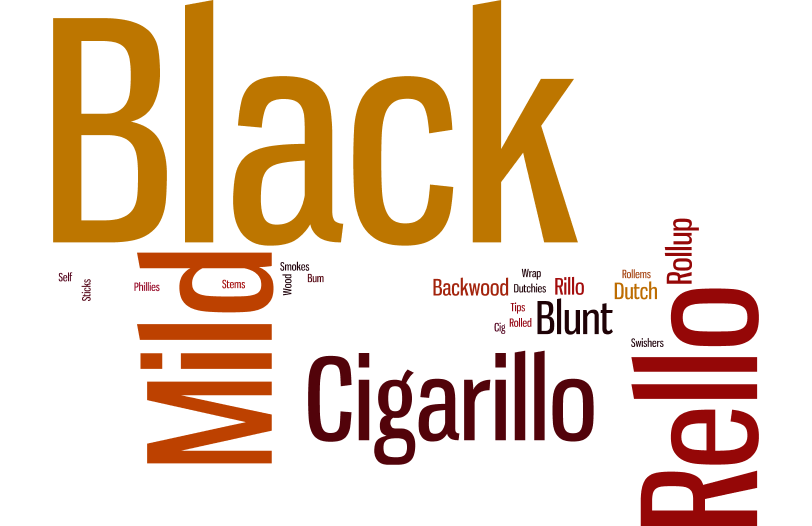 Black
Mild
Self
Sticks
Phillies
Stems
Smokes
Wood
Bum
Backwood
Wrap
Dutchies
Rillo
Tips
Cig
Rolled
Blunt
Rollems
Dutch
Rollup
Swishers
Cigarillo
Rello